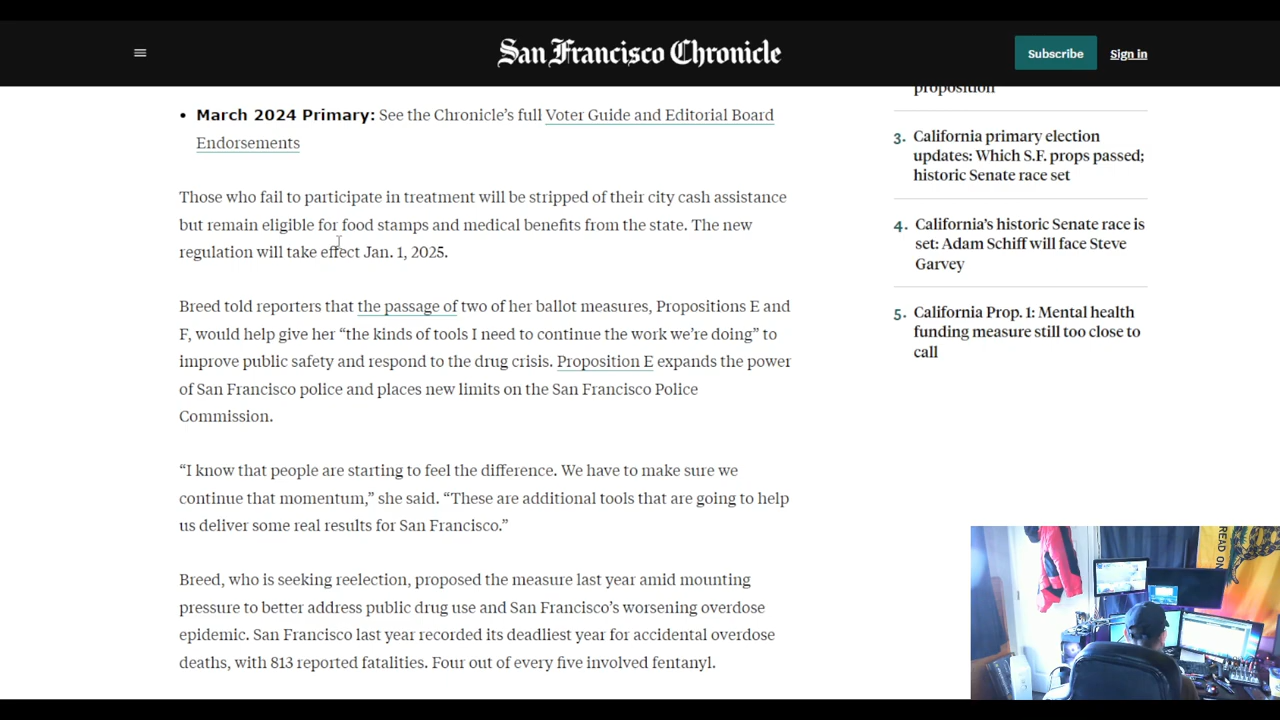 San Francisco Chronicle
Subscribe
Sign in
• March 2024 Primary: See the Chronicle's full Voter Guide and Editorial Board
Endorsements
Those who fail to participate in treatment will be stripped of their city cash assistance
but remain eligible for food stamps and medical benefits from the state. The new
regulation will take effect Jan. 1, 2025.
Breed told reporters that the passage of two of her ballot measures, Propositions E and
F, would help give her “the kinds of tools I need to continue the work we’re doing” to
improve public safety and respond to the drug crisis. Proposition E expands the power
of San Francisco police and places new limits on the San Francisco Police
Commission.
“I know that people are starting to feel the difference. We have to make sure we
continue that momentum,” she said. “These are additional tools that are going to help
us deliver some real results for San Francisco.”
Breed, who is seeking reelection, proposed the measure last year amid mounting
pressure to better address public drug use and San Francisco’s worsening overdose
epidemic. San Francisco last year recorded its deadliest year for accidental overdose
deaths, with 813 reported fatalities. Four out of every five involved fentanyl.
proposition
3. California primary election
updates: Which S.F. props passed;
historic Senate race set
4. California’s historic Senate race is
set: Adam Schiff will face Steve
Garvey
5. California Prop. 1: Mental health
funding measure still too close to
call
READ ON